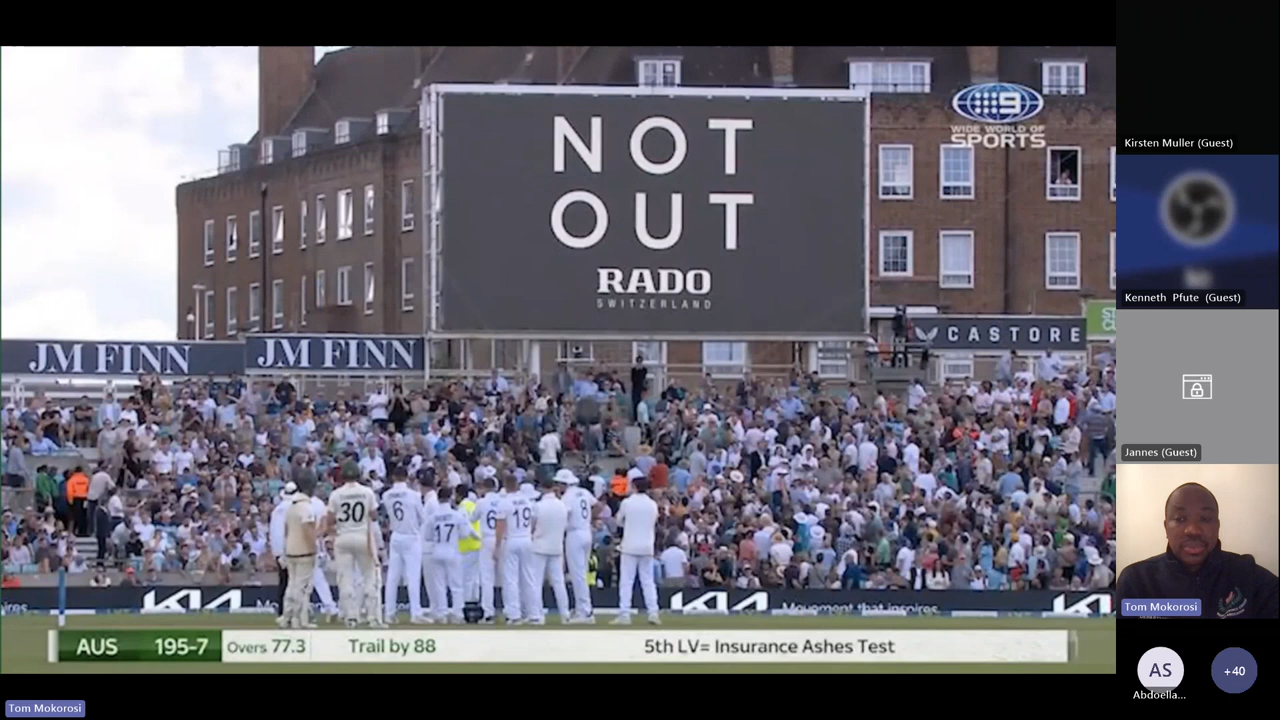 NOT
OUT
RADO
SWITZERLAND
9
WIDE WORLD OF
SPORTS
CASTORE
JM FINN
JM FINN
30
6
17
6
19
8
Movement that inspires
AUS 195-7 Overs 77.3 Trail by 88 5th LV= Insurance Ashes Test
Tom Mokorosi
Kirsten Muller (Guest)
Kenneth Pfute (Guest)
Jannes (Guest)
Tom Mokorosi
AS
Abdoella...
+40